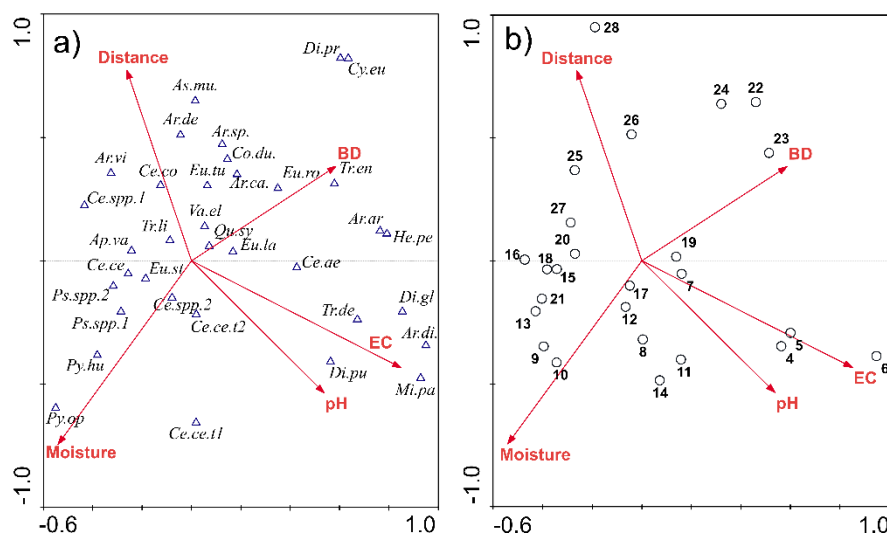 1.0
a)
Distance
Di.pr
Cy.eu
As.mu.
Ar.de
Ar.sp.
Co.du.
BD
Ar.vi
Ce.co
Eu.tu
Ar.ca.
Eu.ro
Tr.en
Ce.spp.1
Va.el
Ar.ar
Tr.li
Qu.sy
He.pe
Ap.va
Eu.la
Ce.ce
Eu.st
Ce.ae
Ps.spp.2
Ce.spp.2
Di.gl
Ps.spp.1
Ce.ce.t2
Tr.de
Ar.di.
EC
Py.hu
Di.pu
Mi.pa
pH
Py.op
Ce.ce.t1
Moisture
-1.0
-0.6
1.0
1.0
b)
28
Distance
24
22
26
23
BD
25
27
20
19
16
18
15
7
17
21
12
13
5
9
8
4
10
11
6
EC
14
pH
Moisture
-1.0
-0.6
1.0